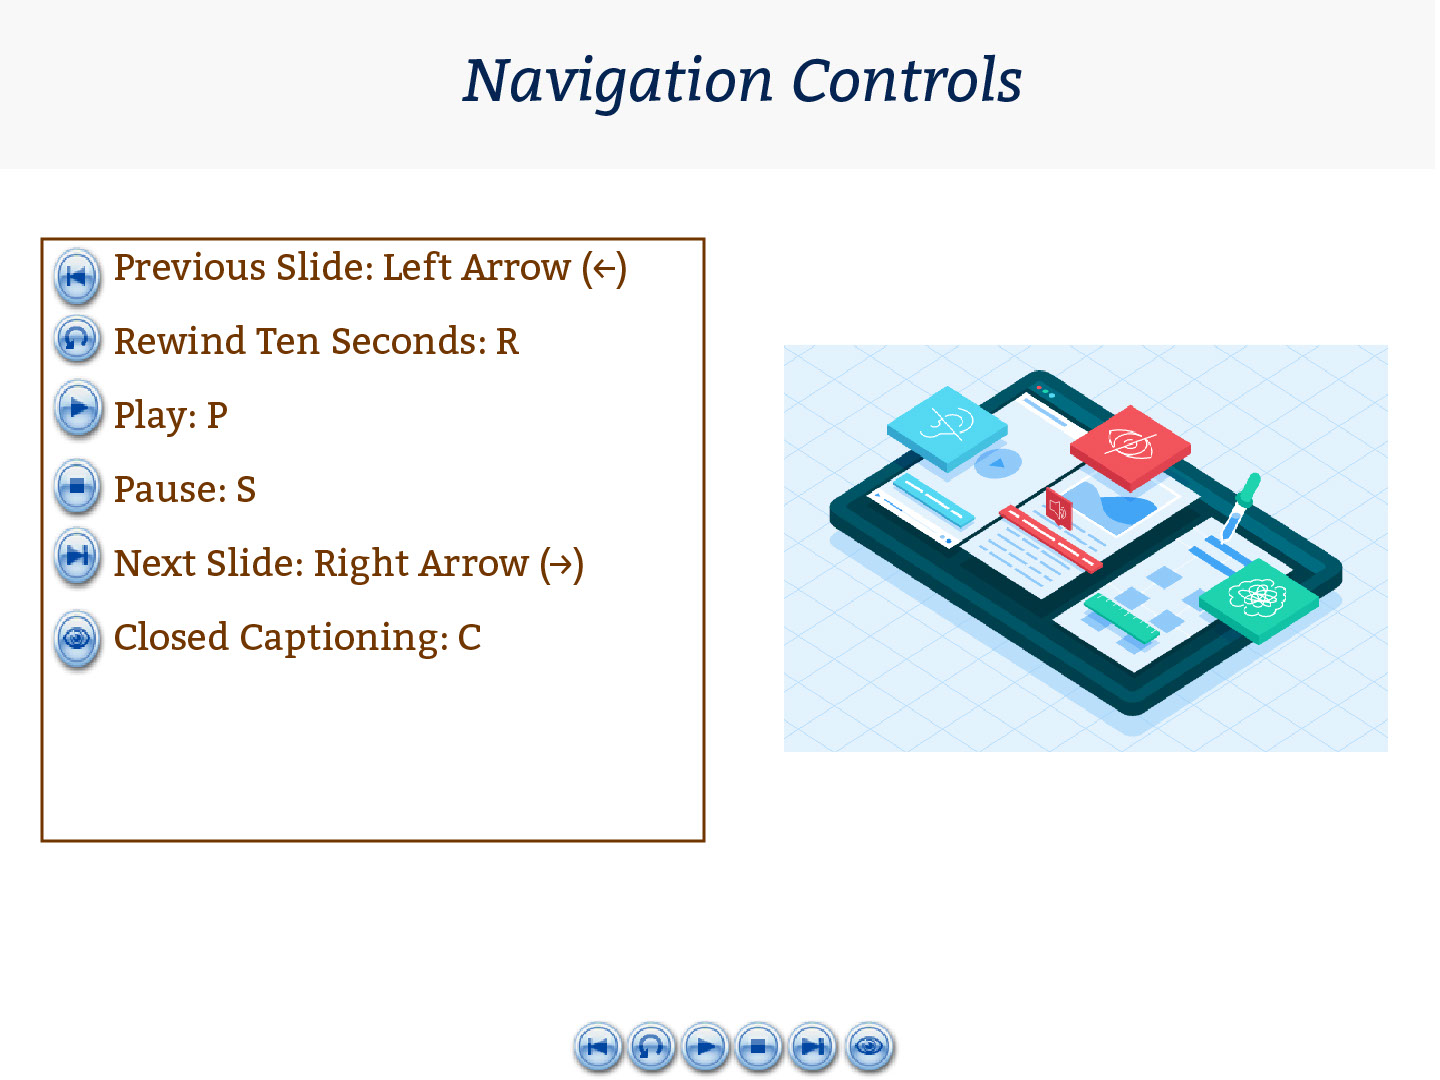 Navigation Controls
Previous Slide: Left Arrow (←)
Rewind Ten Seconds: R
Play: P
Pause: S
Next Slide: Right Arrow (→)
Closed Captioning: C